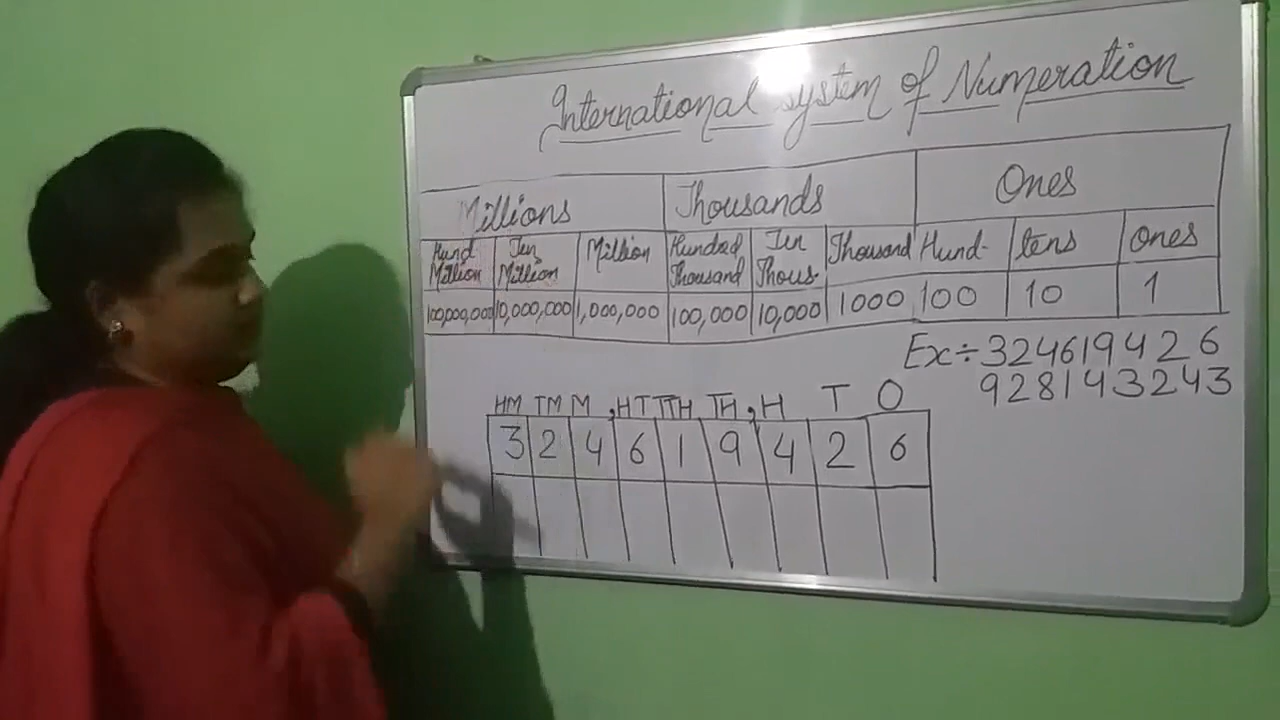 International system of Numeration
Millions Thousands Ones
Hund Million Ten Million Million Hundred Thousand Ten Thous. Thousand Hund- tens Ones
100,000,000 10,000,000 1,000,000 100,000 10,000 1000 100 10 1
Ex÷ 324619426
928143243
HM TM M , HT TTH TH , H T O
3 2 4 6 1 9 4 2 6